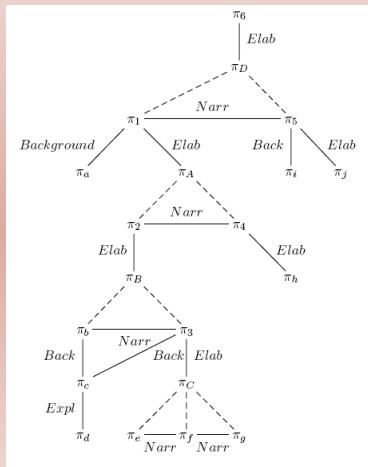 π6
Elab
πD
Narr
π1 π5
Background Elab Back Elab
πa πA πi πj
Narr
π2 π4
Elab Elab
πB πh
πb π3
Narr
Back Back Elab
πc πC
Expl
πd πe πf πg
Narr Narr